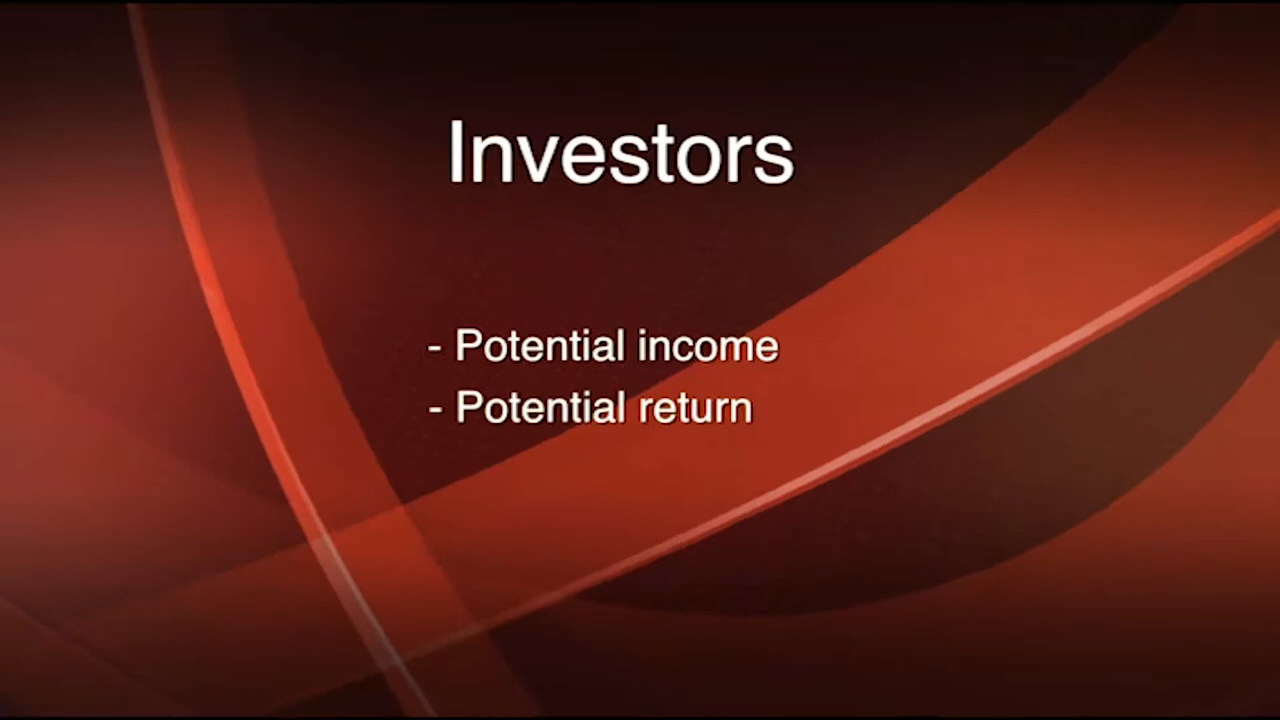 Investors
- Potential income
- Potential return